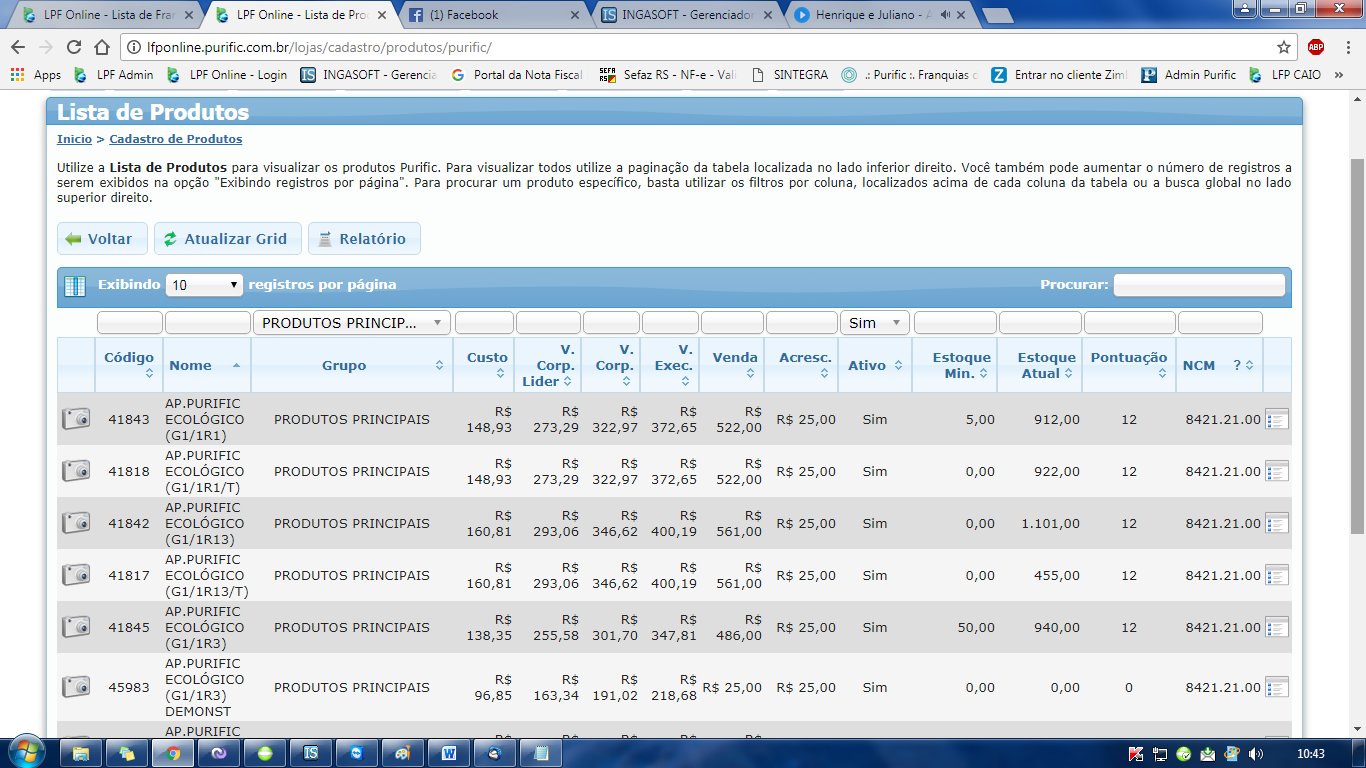 LPF Online - Lista de Fran
LPF Online - Lista de Pro
(1) Facebook
INGASOFT - Gerenciador
Henrique e Juliano - A
lfponline.purific.com.br/lojas/cadastro/produtos/purific/
ABP
Apps
LPF Admin
LPF Online - Login
INGASOFT - Gerencia
Portal da Nota Fiscal
Sefaz RS - NF-e - Vali
SINTEGRA
.: Purific :. Franquias c
Entrar no cliente Zim
Admin Purific
LFP CAIO
»
Lista de Produtos
Inicio > Cadastro de Produtos
Utilize a Lista de Produtos para visualizar os produtos Purific. Para visualizar todos utilize a paginação da tabela localizada no lado inferior direito. Você também pode aumentar o número de registros a
serem exibidos na opção "Exibindo registros por página". Para procurar um produto específico, basta utilizar os filtros por coluna, localizados acima de cada coluna da tabela ou a busca global no lado
superior direito.
Voltar
Atualizar Grid
Relatório
Exibindo 10 registros por página
Procurar:
PRODUTOS PRINCIP...
Sim
Código Nome Grupo Custo V. Corp. Lider V. Corp. V. Exec. Venda Acresc. Ativo Estoque Min. Estoque Atual Pontuação NCM ?
41843 AP.PURIFIC ECOLÓGICO (G1/1R1) PRODUTOS PRINCIPAIS R$ 148,93 R$ 273,29 R$ 322,97 R$ 372,65 R$ 522,00 R$ 25,00 Sim 5,00 912,00 12 8421.21.00
41818 AP.PURIFIC ECOLÓGICO (G1/1R1/T) PRODUTOS PRINCIPAIS R$ 148,93 R$ 273,29 R$ 322,97 R$ 372,65 R$ 522,00 R$ 25,00 Sim 0,00 922,00 12 8421.21.00
41842 AP.PURIFIC ECOLÓGICO (G1/1R13) PRODUTOS PRINCIPAIS R$ 160,81 R$ 293,06 R$ 346,62 R$ 400,19 R$ 561,00 R$ 25,00 Sim 0,00 1.101,00 12 8421.21.00
41817 AP.PURIFIC ECOLÓGICO (G1/1R13/T) PRODUTOS PRINCIPAIS R$ 160,81 R$ 293,06 R$ 346,62 R$ 400,19 R$ 561,00 R$ 25,00 Sim 0,00 455,00 12 8421.21.00
41845 AP.PURIFIC ECOLÓGICO (G1/1R3) PRODUTOS PRINCIPAIS R$ 138,35 R$ 255,58 R$ 301,70 R$ 347,81 R$ 486,00 R$ 25,00 Sim 50,00 940,00 12 8421.21.00
45983 AP.PURIFIC ECOLÓGICO (G1/1R3) DEMONST PRODUTOS PRINCIPAIS R$ 96,85 R$ 163,34 R$ 191,02 R$ 218,68 R$ 25,00 R$ 25,00 Sim 0,00 0,00 0 8421.21.00
AP.PURIFIC
10:43